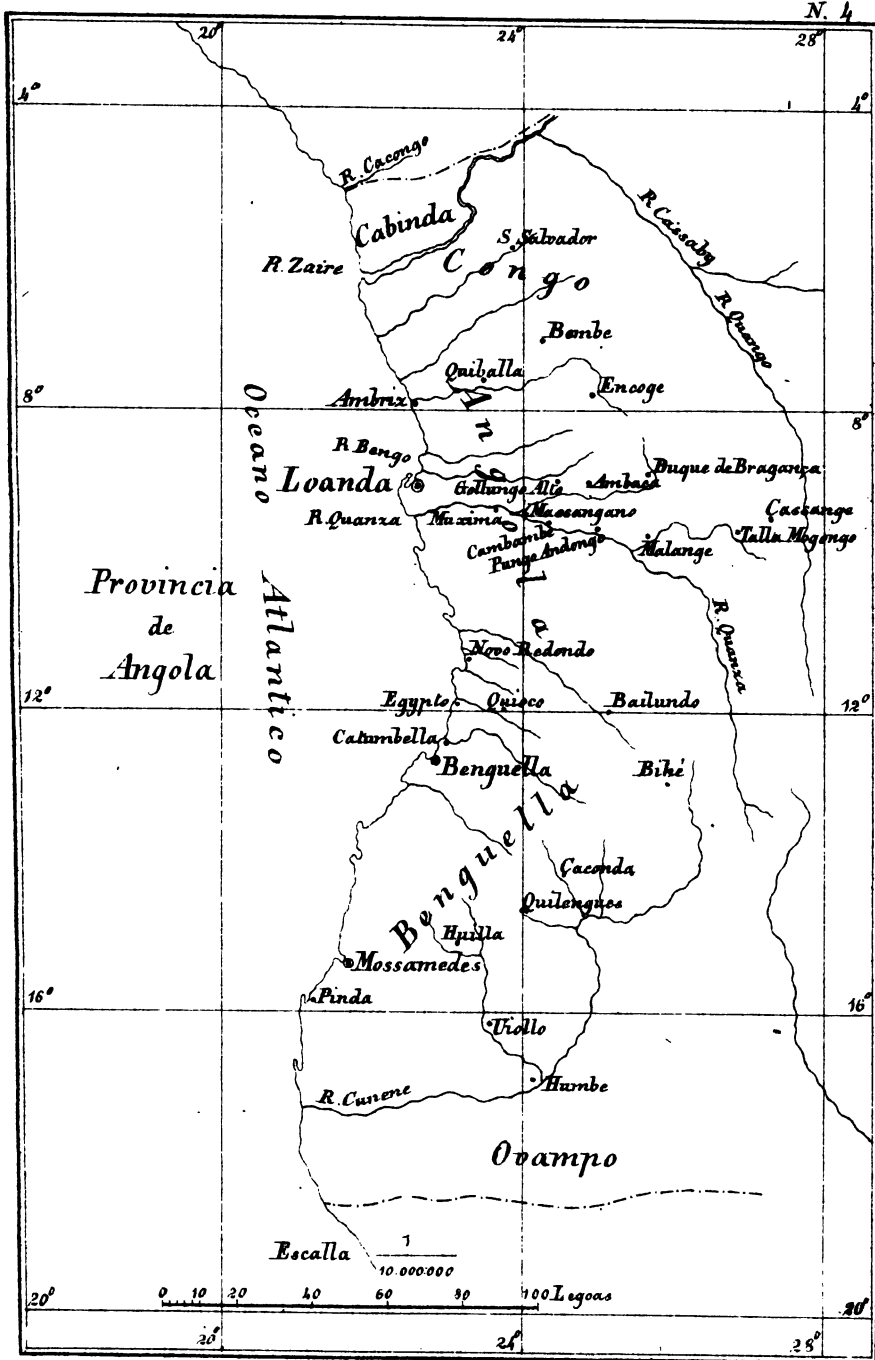 N. 4
20° 24° 28°
4° 4°
R. Cacongo
Cabinda
R. Cassaby
S. Salvador
R. Zaire
Congo
R. Quango
Bembe
Quiballa
Encoge
Ambriz
8° 8°
Oceano Atlantico
Angola
R. Bengo
Duque de Bragança
Loanda
Gollungo Alto
Ambaca
R. Quanza
Muxima
Massangano
Cassange
Cambambe
Talla Mogongo
Pungo Andongo
Malange
Provincia
de
Angola
R. Quanza
Novo Redondo
Egypto
Quioco
Bailundo
12° 12°
Catumbella
Benguella
Bihé
Benguella
Caconda
Quilengues
Huilla
Mossamedes
Pinda
16° 16°
Humbe
R. Cunene
Ovampo
Escalla 1
10.000.000
0 10 20 40 60 80 100 Legoas
20° 20°
20° 24° 28°